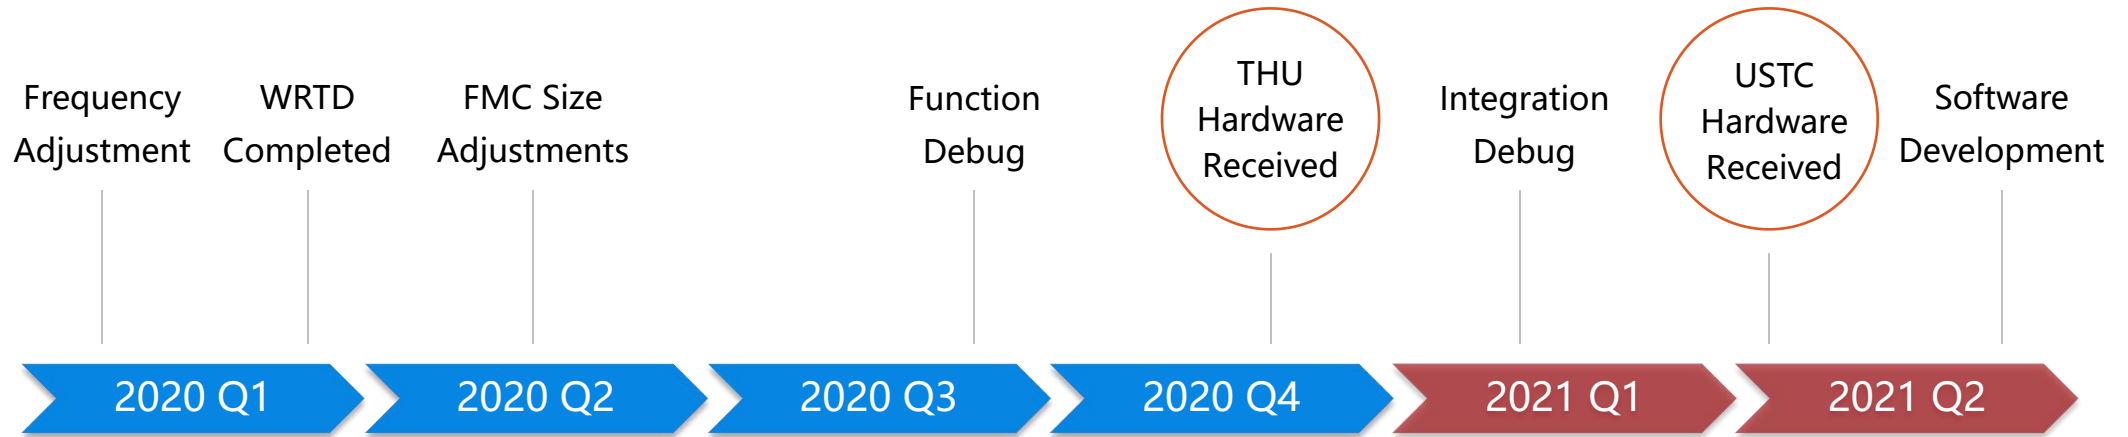 Frequency
Adjustment
WRTD
Completed
FMC Size
Adjustments
Function
Debug
THU
Hardware
Received
Integration
Debug
USTC
Hardware
Received
Software
Development
2020 Q1
2020 Q2
2020 Q3
2020 Q4
2021 Q1
2021 Q2